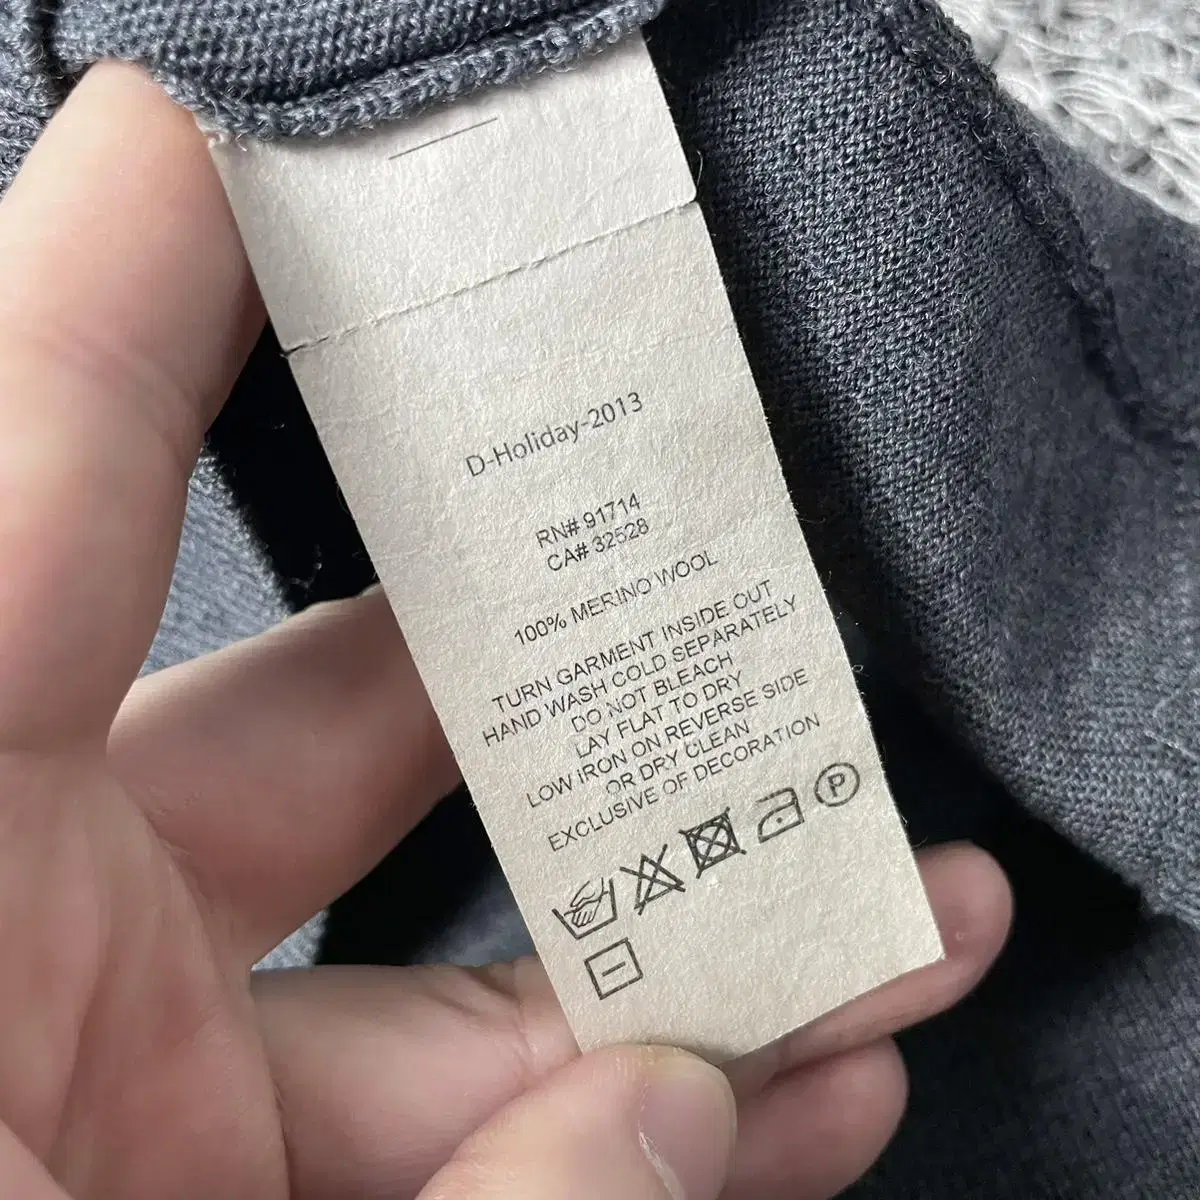 D-Holiday-2013
RN# 91714
CA# 32528
100% MERINO WOOL
TURN GARMENT INSIDE OUT
HAND WASH COLD SEPARATELY
DO NOT BLEACH
LAY FLAT TO DRY
LOW IRON ON REVERSE SIDE
OR DRY CLEAN
EXCLUSIVE OF DECORATION
P